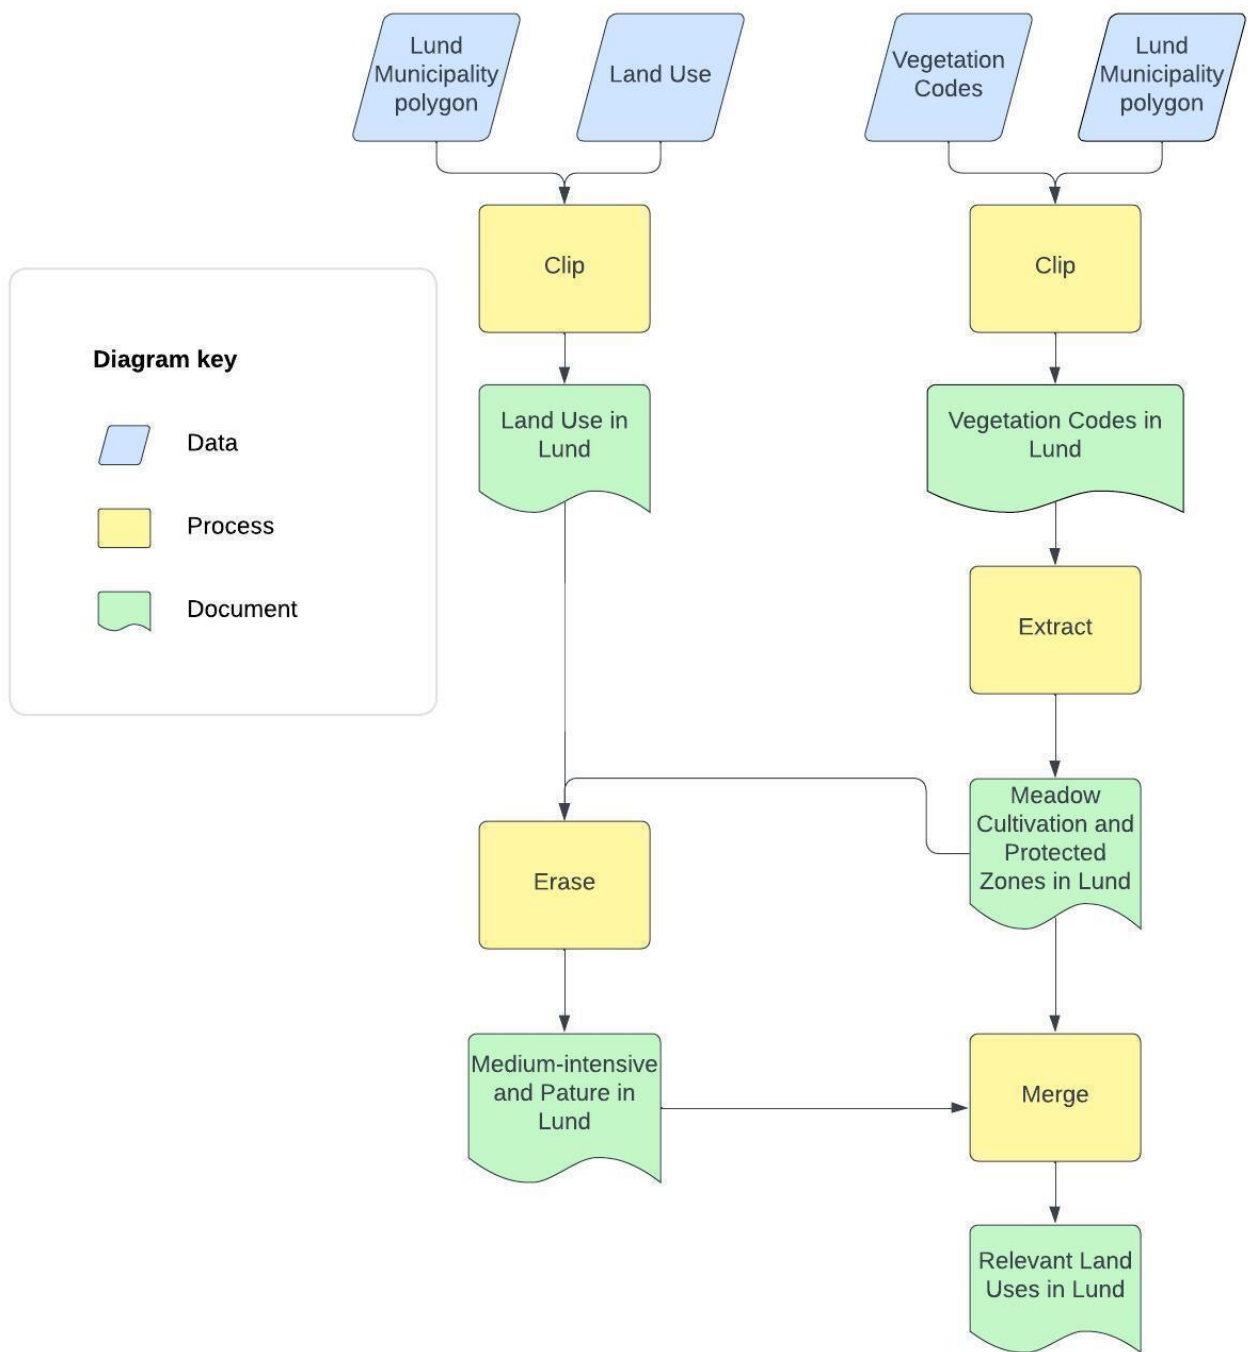 Lund
Municipality
polygon
Land Use
Vegetation
Codes
Lund
Municipality
polygon
Clip
Clip
Diagram key
Data
Process
Document
Land Use in
Lund
Vegetation Codes in
Lund
Extract
Meadow
Cultivation and
Protected
Zones in Lund
Erase
Medium-intensive
and Pature in
Lund
Merge
Relevant Land
Uses in Lund